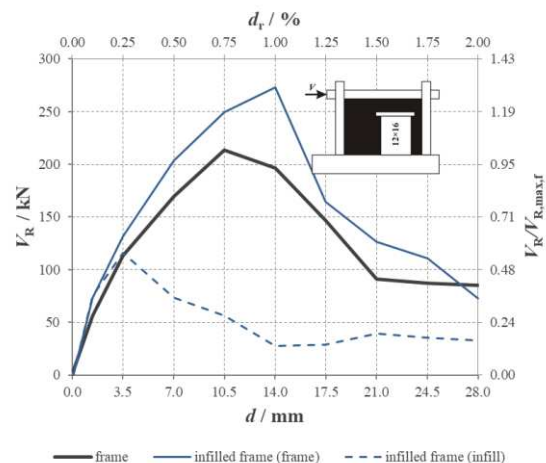 dr / %
0.00 0.25 0.50 0.75 1.00 1.25 1.50 1.75 2.00
300 1.43
250 1.19
200 0.95
150 0.71
100 0.48
50 0.24
0 0.00
VR / kN
VR/VR,max,f
V
12×16
0.0 3.5 7.0 10.5 14.0 17.5 21.0 24.5 28.0
d / mm
frame infilled frame (frame) infilled frame (infill)